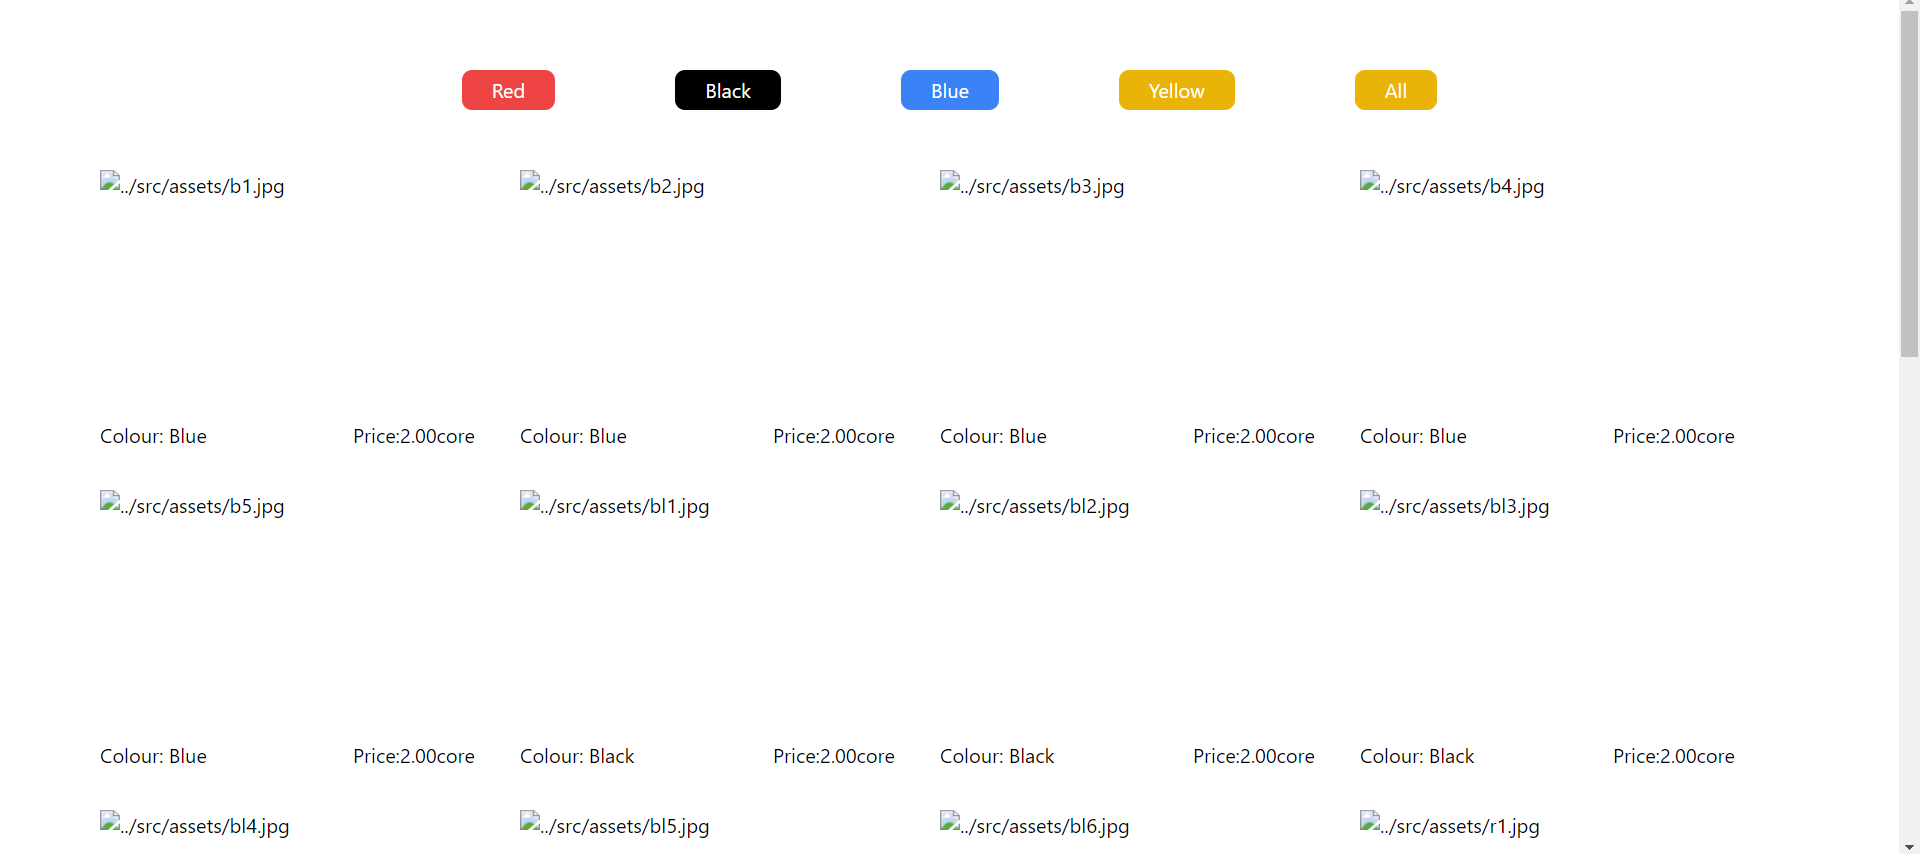 Red Black Blue Yellow All
../src/assets/b1.jpg ../src/assets/b2.jpg ../src/assets/b3.jpg ../src/assets/b4.jpg
Colour: Blue Price:2.00core Colour: Blue Price:2.00core Colour: Blue Price:2.00core Colour: Blue Price:2.00core
../src/assets/b5.jpg ../src/assets/bl1.jpg ../src/assets/bl2.jpg ../src/assets/bl3.jpg
Colour: Blue Price:2.00core Colour: Black Price:2.00core Colour: Black Price:2.00core Colour: Black Price:2.00core
../src/assets/bl4.jpg ../src/assets/bl5.jpg ../src/assets/bl6.jpg ../src/assets/r1.jpg